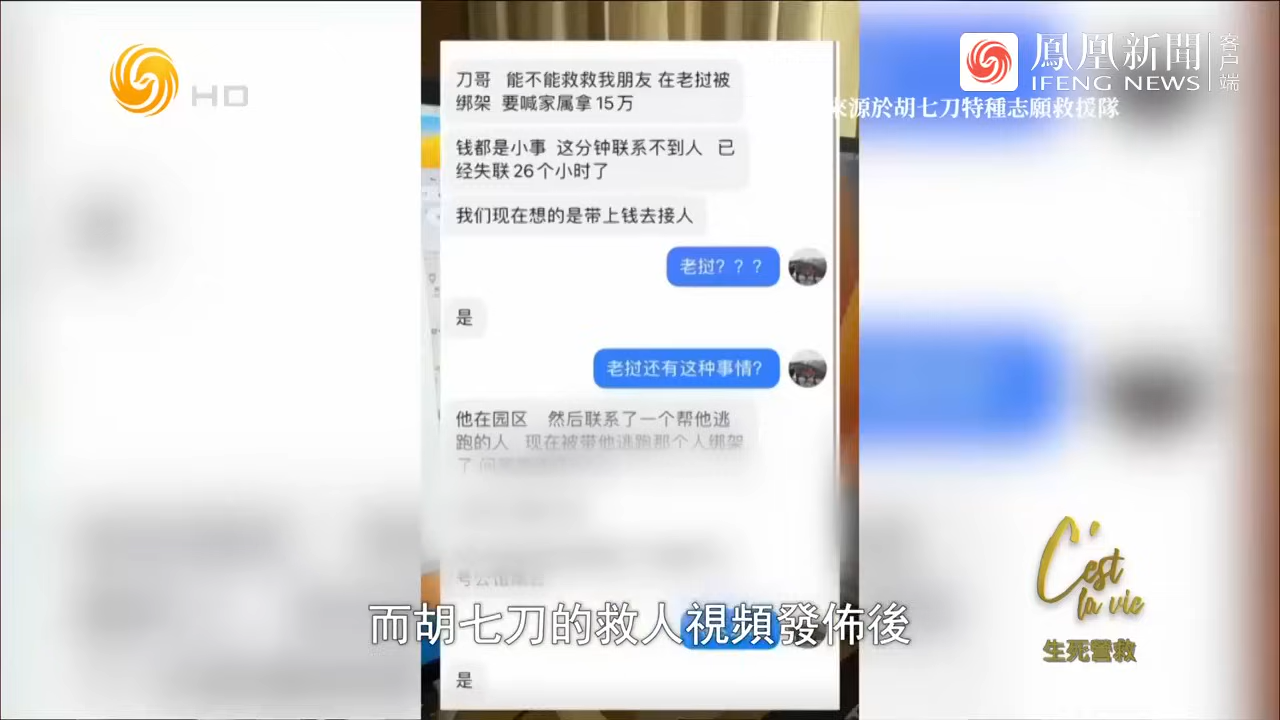 HD
鳳凰新聞
IFENG NEWS
客户端
來源於胡七刀特種志願救援隊
刀哥 能不能救救我朋友 在老挝被
绑架 要喊家属拿 15 万
钱都是小事 这分钟联系不到人 已
经失联 26 个小时了
我们现在想的是带上钱去接人
老挝？？？
是
老挝还有这种事情？
他在园区 然后联系了一个帮他逃
跑的人 现在被带他逃跑那个人绑架
了
而胡七刀的救人視頻發佈後
是
C'est
la vie
生死營救